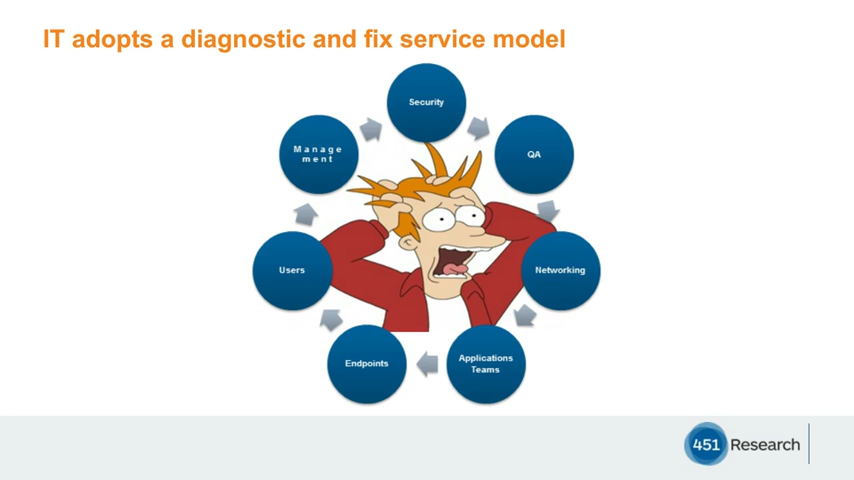 IT adopts a diagnostic and fix service model
Security
QA
Networking
Applications
Teams
Endpoints
Users
Manage
ment
451 Research